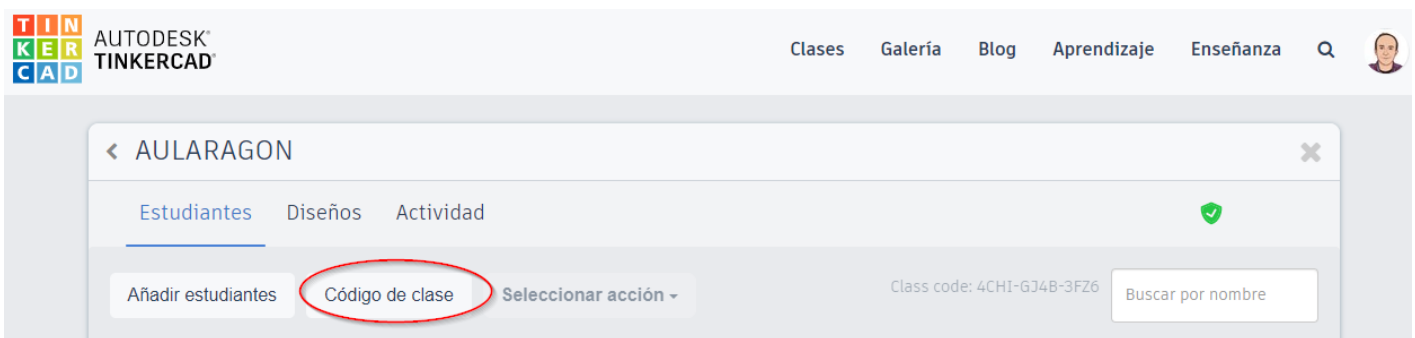 TIN
KER
CAD
AUTODESK®
TINKERCAD®
Clases Galería Blog Aprendizaje Enseñanza
AULARAGON
Estudiantes Diseños Actividad
Añadir estudiantes Código de clase Seleccionar acción Class code: 4CHI-GJ4B-3FZ6 Buscar por nombre